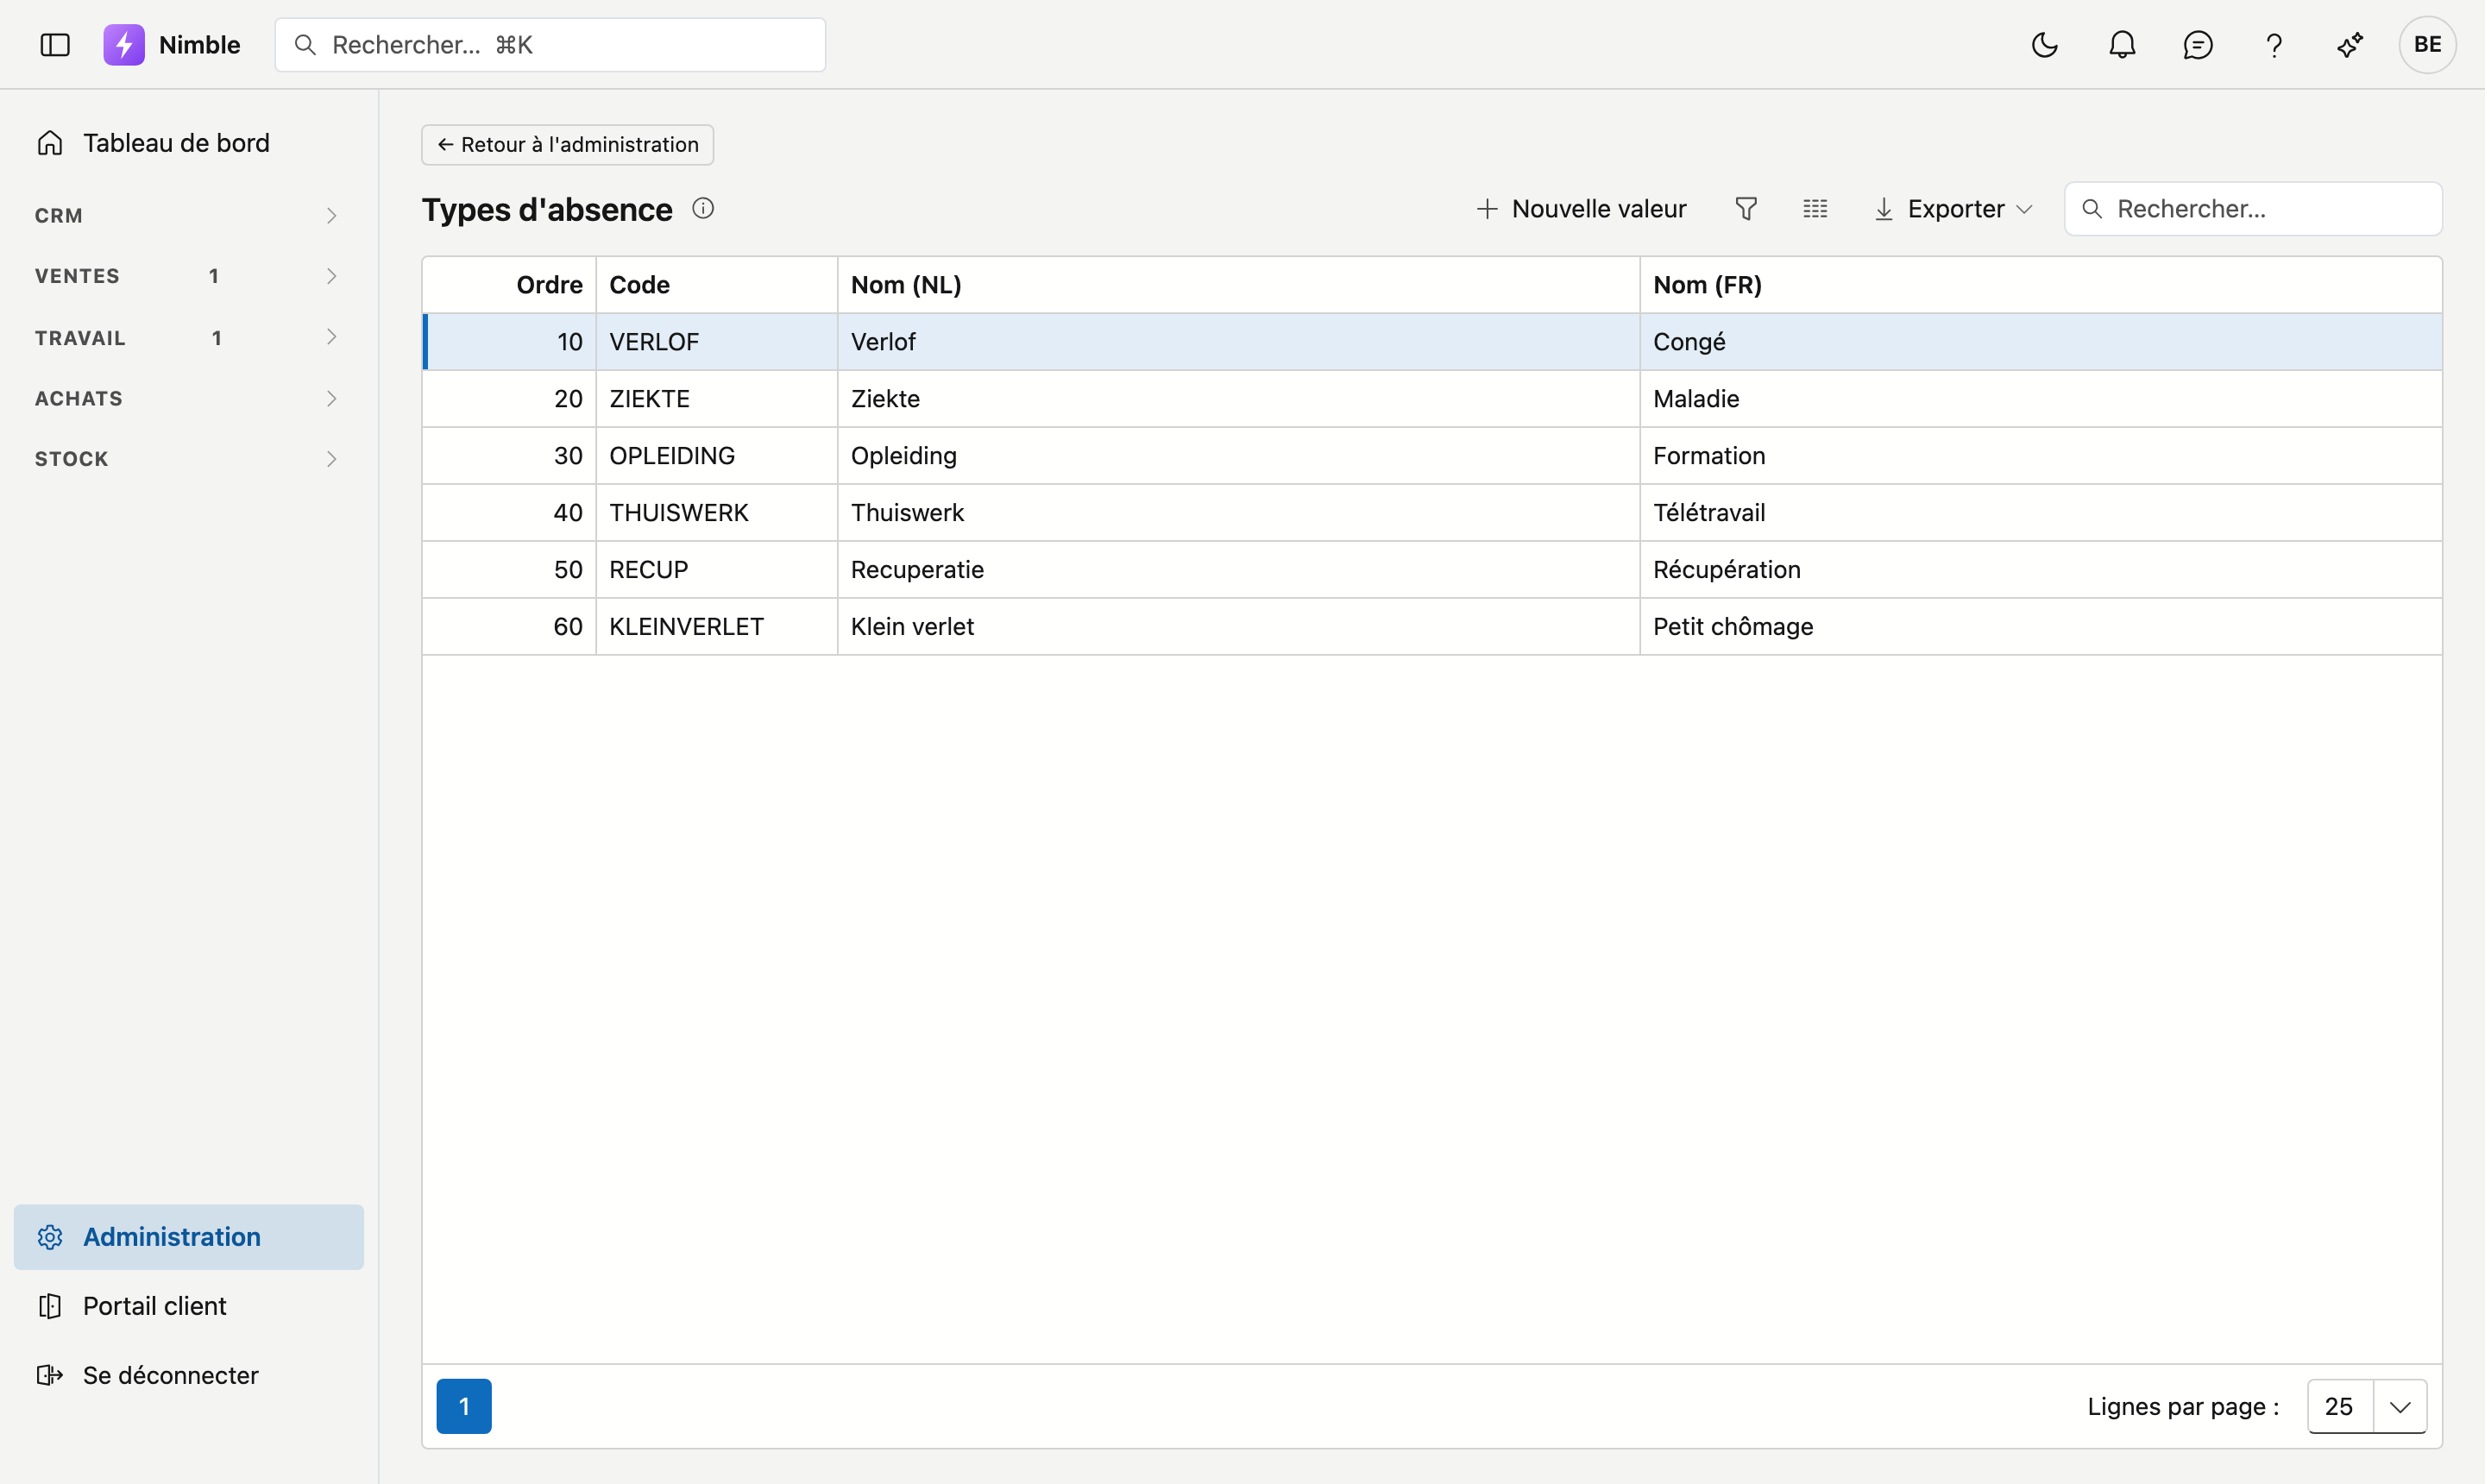 Nimble
Rechercher... ⌘K
BE
Tableau de bord
CRM
VENTES 1
TRAVAIL 1
ACHATS
STOCK
Administration
Portail client
Se déconnecter
← Retour à l'administration
Types d'absence
Nouvelle valeur
Exporter
Rechercher...
Ordre Code Nom (NL) Nom (FR)
10 VERLOF Verlof Congé
20 ZIEKTE Ziekte Maladie
30 OPLEIDING Opleiding Formation
40 THUISWERK Thuiswerk Télétravail
50 RECUP Recuperatie Récupération
60 KLEINVERLET Klein verlet Petit chômage
1
Lignes par page : 25